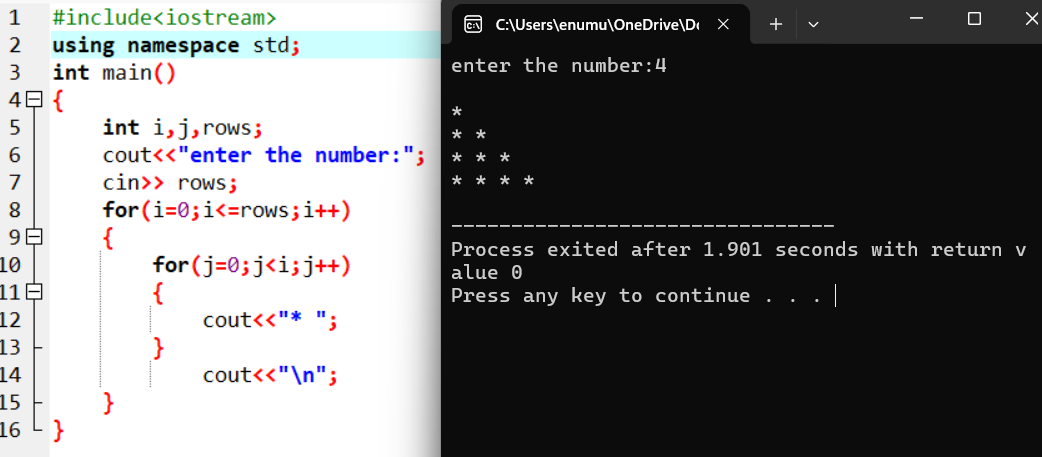 1 #include<iostream>
2 using namespace std;
3 int main()
4 {
5 int i,j,rows;
6 cout<<"enter the number:";
7 cin>> rows;
8 for(i=0;i<=rows;i++)
9 {
10 for(j=0;j<i;j++)
11 {
12 cout<<"* ";
13 }
14 cout<<"\n";
15 }
16 }
C:\Users\enumu\OneDrive\De
enter the number:4
*
* *
* * *
* * * *
--------------------------------
Process exited after 1.901 seconds with return v
alue 0
Press any key to continue . . .